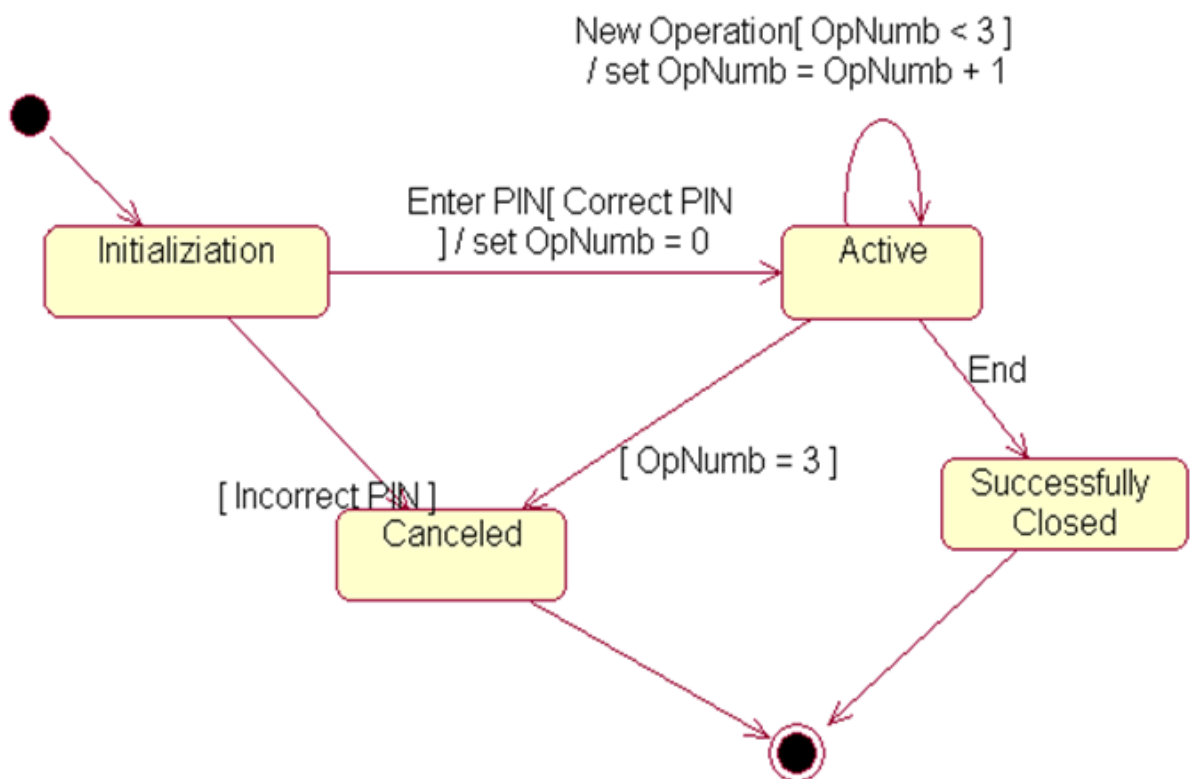 New Operation[ OpNumb < 3 ]
/ set OpNumb = OpNumb + 1
Enter PIN[ Correct PIN
] / set OpNumb = 0
Initializiation
Active
End
[ OpNumb = 3 ]
[ Incorrect PIN ]
Successfully
Closed
Canceled